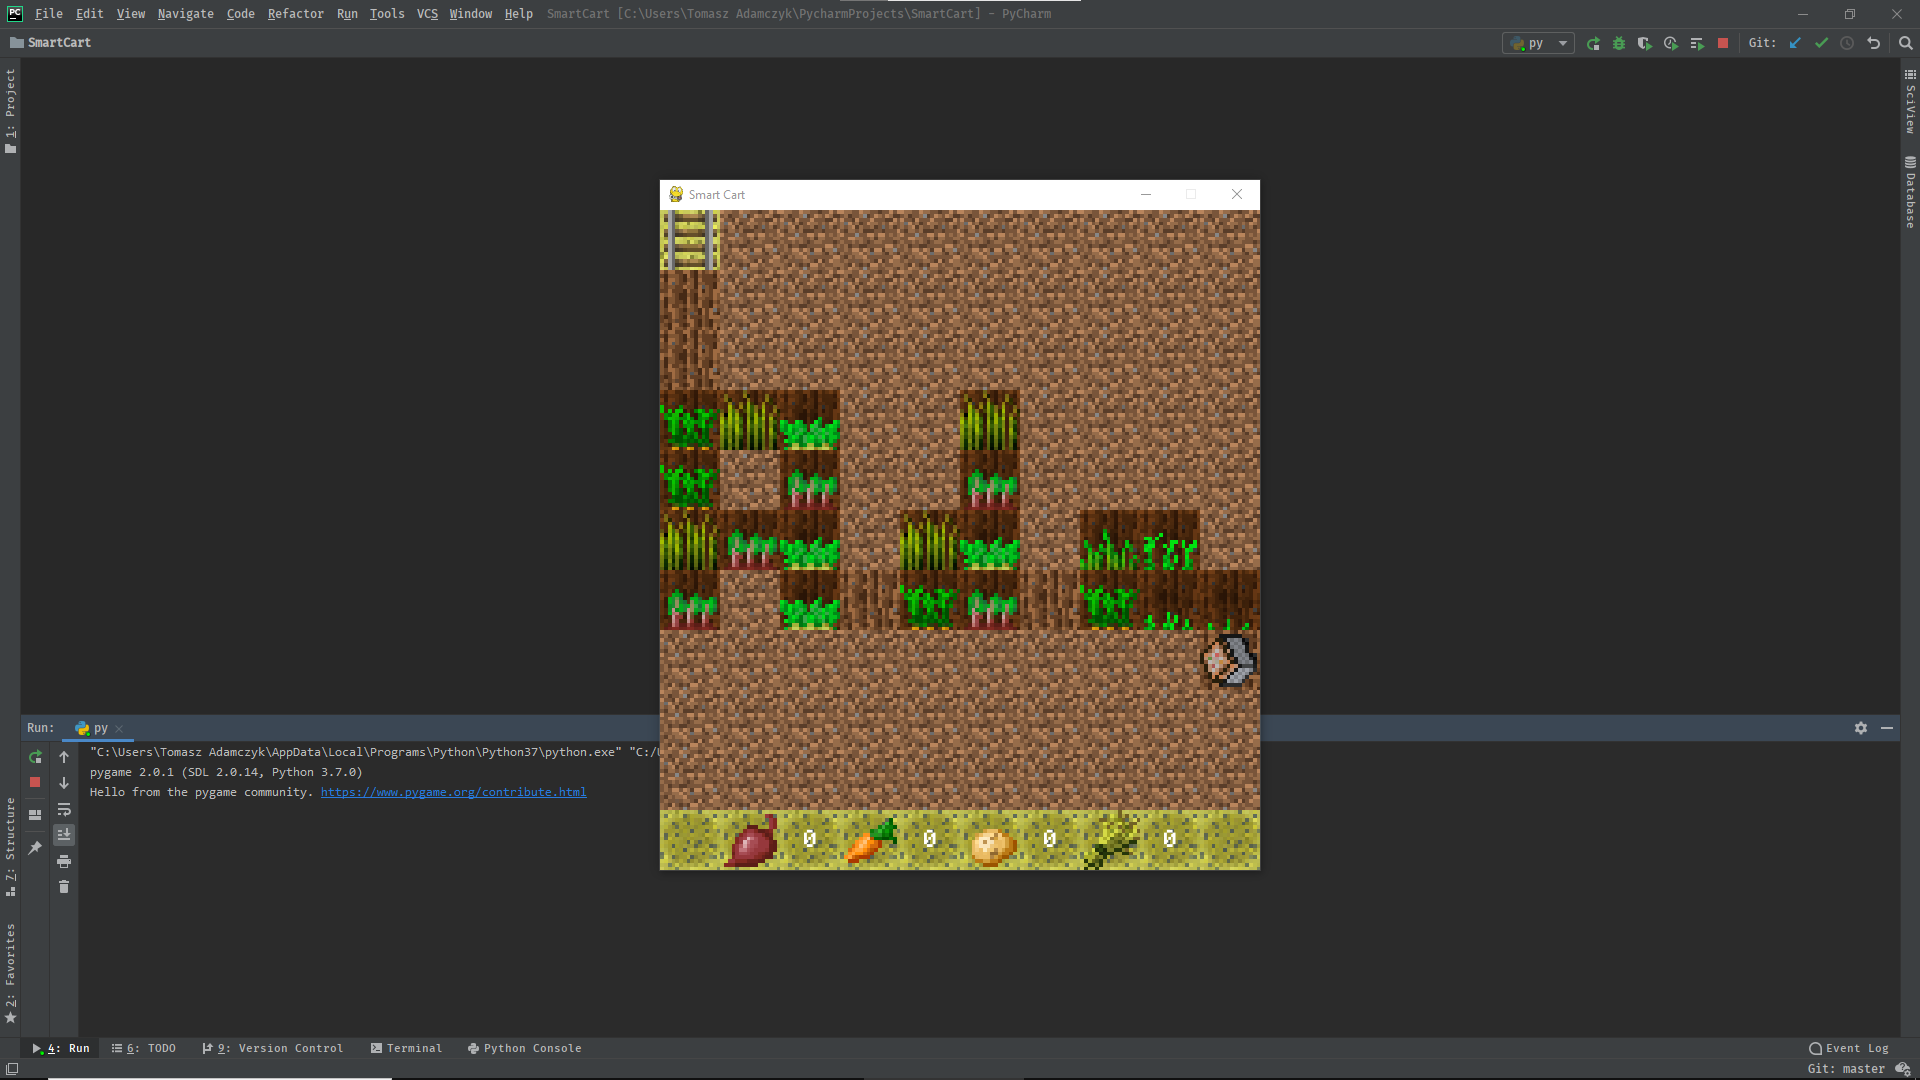 PC File Edit View Navigate Code Refactor Run Tools VCS Window Help SmartCart [C:\Users\Tomasz Adamczyk\PycharmProjects\SmartCart] - PyCharm
SmartCart
py
Git:
1: Project
SciView
Database
Smart Cart
0 0 0 0
Run: py
"C:\Users\Tomasz Adamczyk\AppData\Local\Programs\Python\Python37\python.exe" "C:/
pygame 2.0.1 (SDL 2.0.14, Python 3.7.0)
Hello from the pygame community. https://www.pygame.org/contribute.html
7: Structure
2: Favorites
4: Run 6: TODO 9: Version Control Terminal Python Console Event Log
Git: master